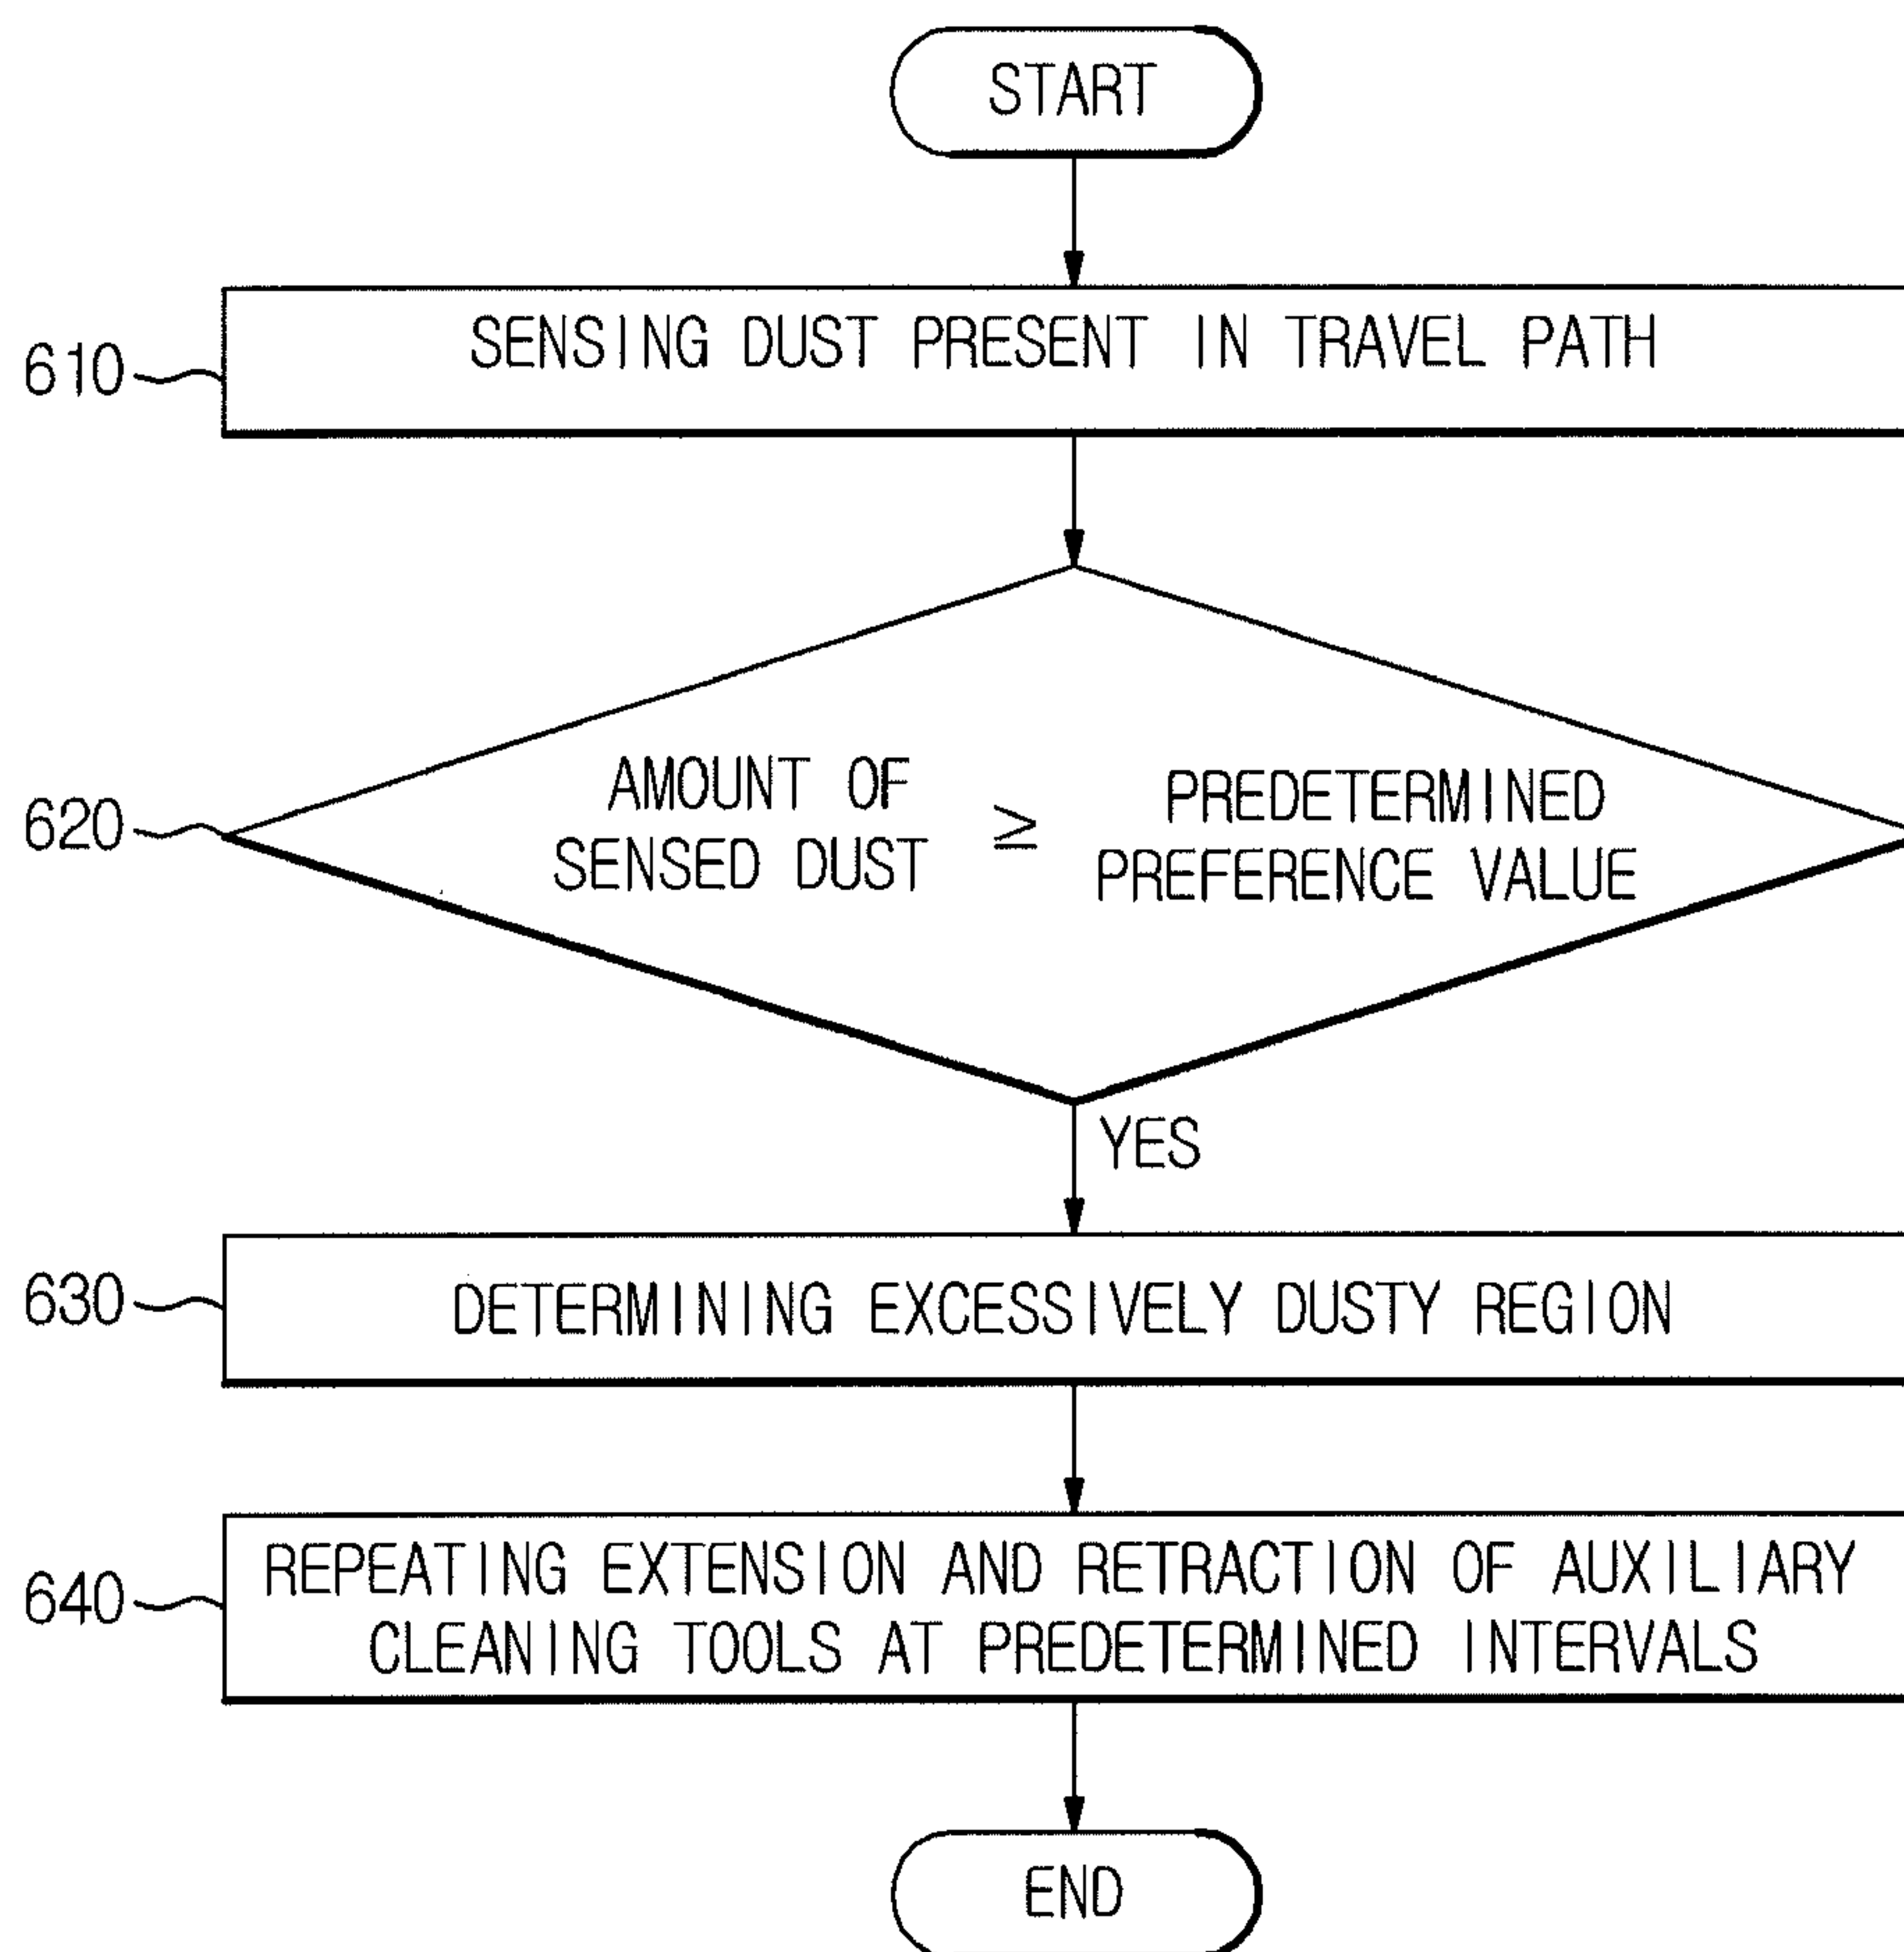 START
610
SENSING DUST PRESENT IN TRAVEL PATH
620
AMOUNT OF
SENSED DUST
≥
PREDETERMINED
PREFERENCE VALUE
YES
630
DETERMINING EXCESSIVELY DUSTY REGION
640
REPEATING EXTENSION AND RETRACTION OF AUXILIARY
CLEANING TOOLS AT PREDETERMINED INTERVALS
END